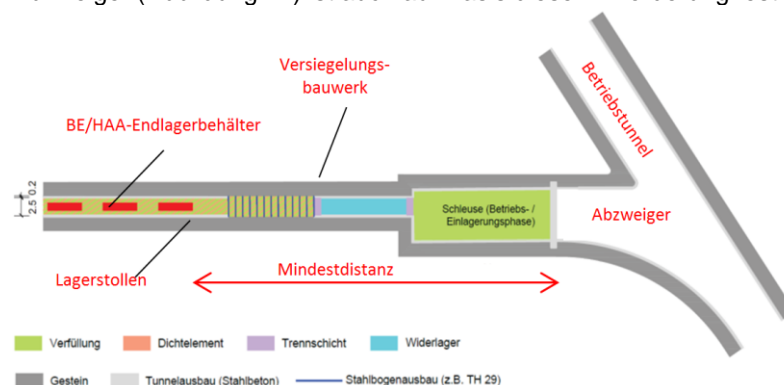 Versiegelungs-
bauwerk
BE/HAA-Endlagerbehälter
Betriebstunnel
2.5 0.2
Schleuse (Betriebs- /
Einlagerungsphase)
Abzweiger
Lagerstollen
Mindestdistanz
Verfüllung
Dichtelement
Trennschicht
Widerlager
Gestein
Tunnelausbau (Stahlbeton)
Stahlbogenausbau (z.B. TH 29)